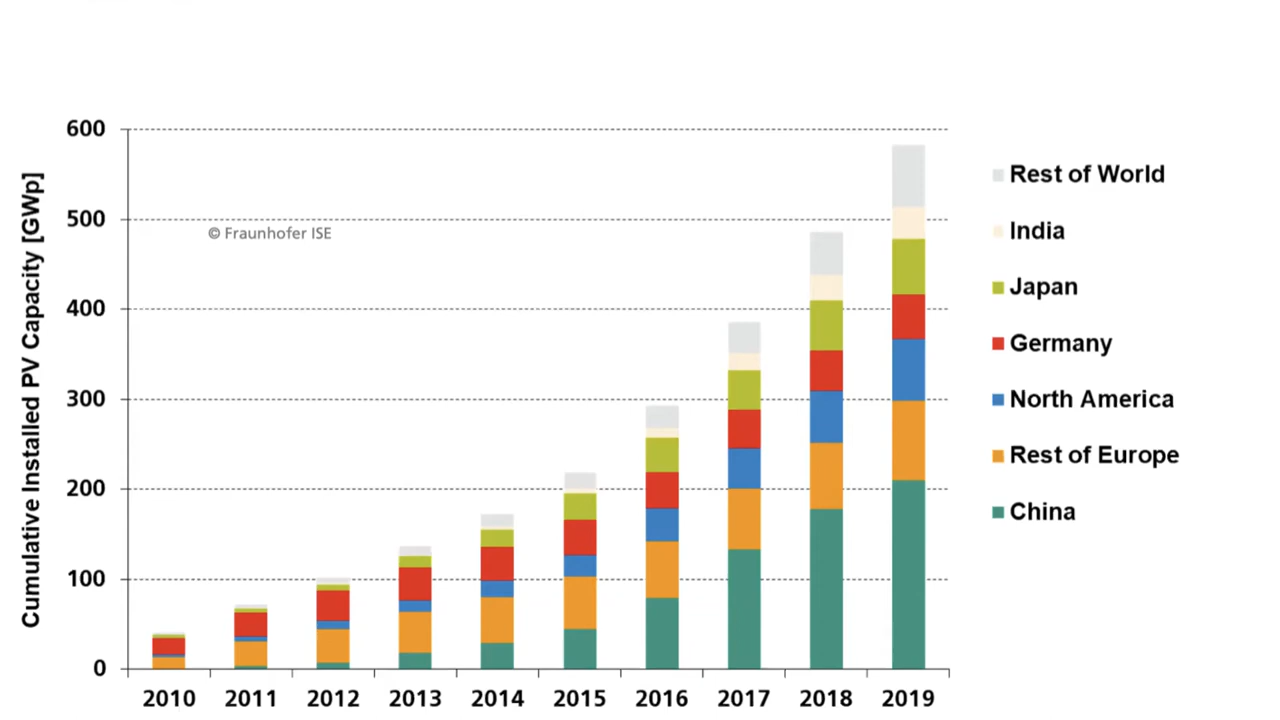 Cumulative Installed PV Capacity [GWp]
600
500
400
300
200
100
0
© Fraunhofer ISE
2010 2011 2012 2013 2014 2015 2016 2017 2018 2019
Rest of World
India
Japan
Germany
North America
Rest of Europe
China